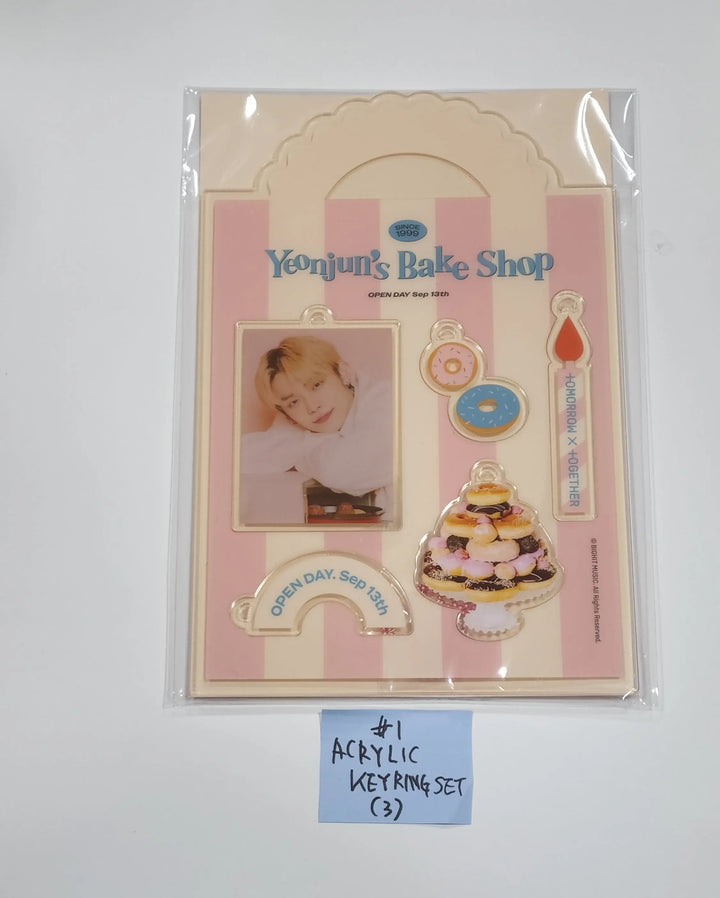 SINCE
1999
Yeonjun's Bake Shop
OPEN DAY Sep 13th
TOMORROW X TOGETHER
OPEN DAY. Sep 13th
© BIGHIT MUSIC. All Rights Reserved.
#1
ACRYLIC
KEYRING SET
(3)